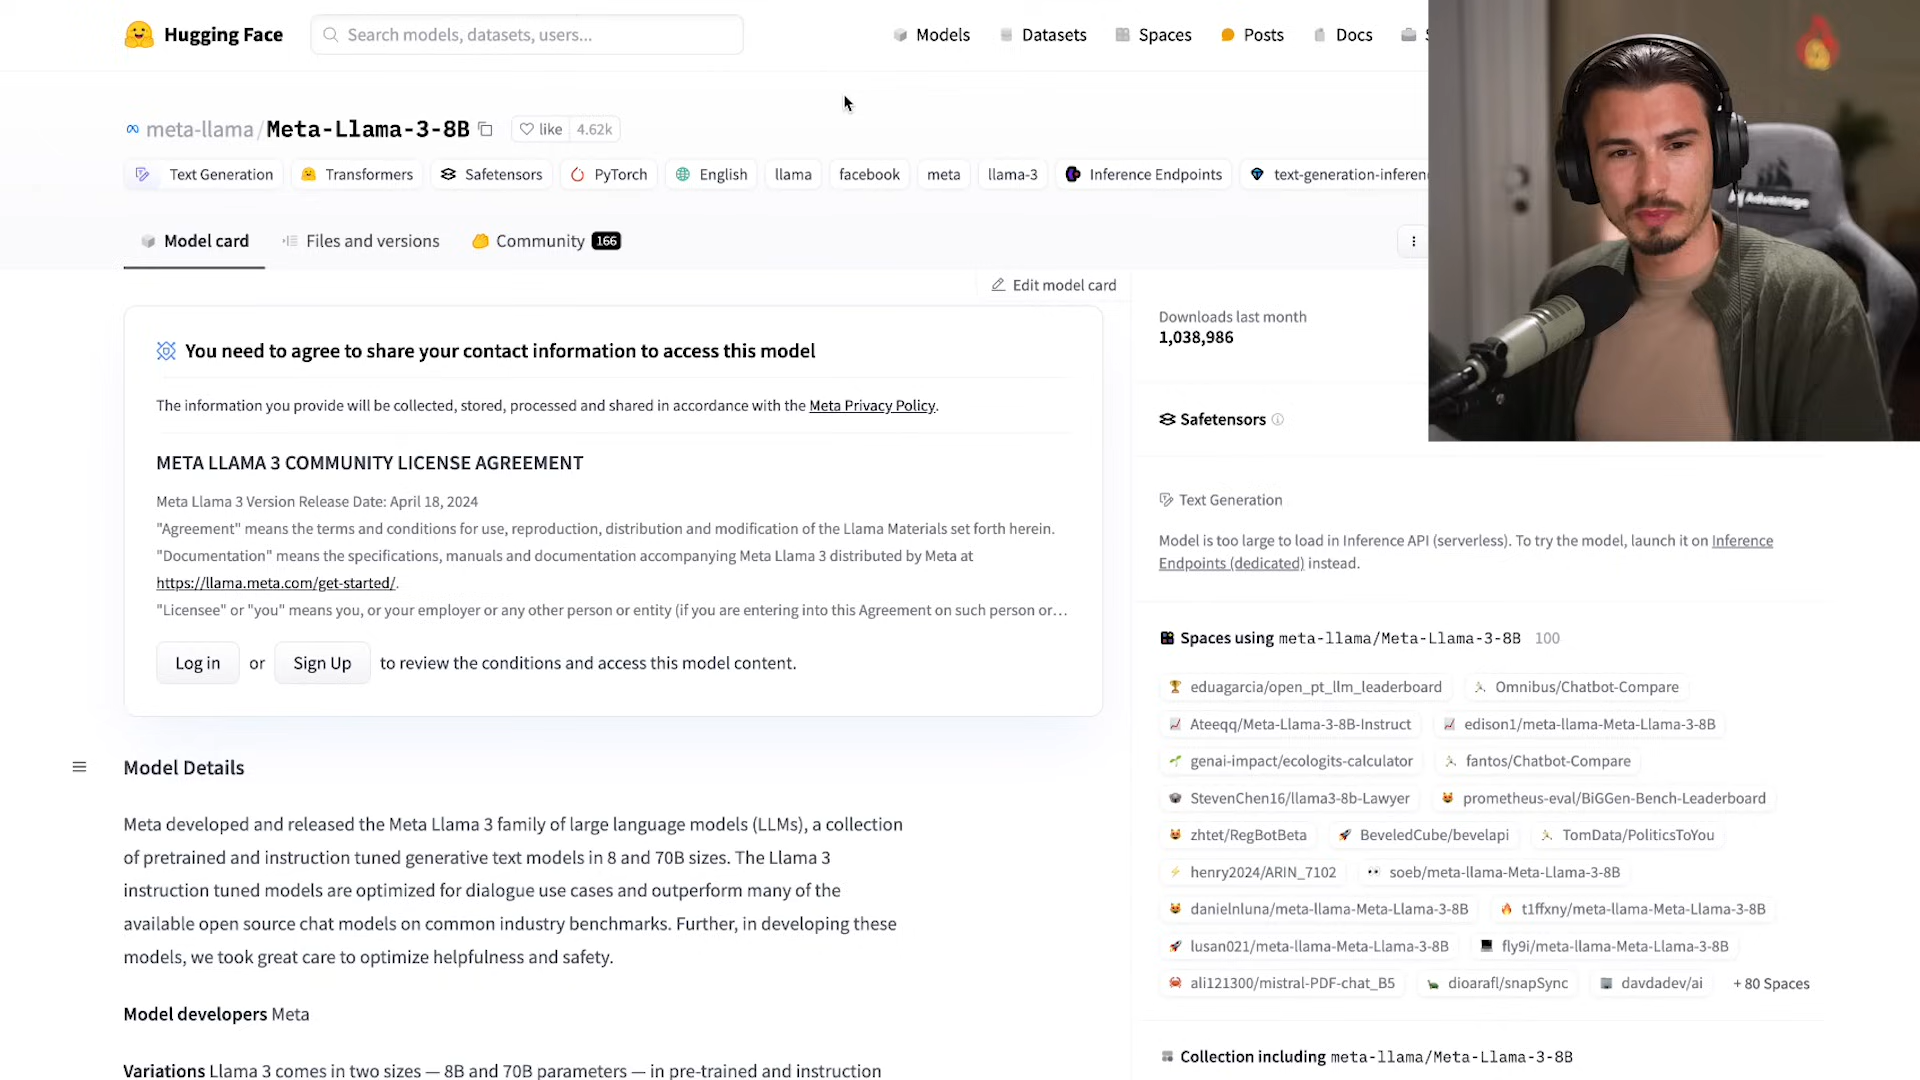 Hugging Face
Search models, datasets, users...
Models
Datasets
Spaces
Posts
Docs
meta-llama/Meta-Llama-3-8B
like 4.62k
Text Generation
Transformers
Safetensors
PyTorch
English
llama
facebook
meta
llama-3
Inference Endpoints
text-generation-inferen
Model card
Files and versions
Community 166
Edit model card
You need to agree to share your contact information to access this model
The information you provide will be collected, stored, processed and shared in accordance with the Meta Privacy Policy.
META LLAMA 3 COMMUNITY LICENSE AGREEMENT
Meta Llama 3 Version Release Date: April 18, 2024
"Agreement" means the terms and conditions for use, reproduction, distribution and modification of the Llama Materials set forth herein.
"Documentation" means the specifications, manuals and documentation accompanying Meta Llama 3 distributed by Meta at
https://llama.meta.com/get-started/.
"Licensee" or "you" means you, or your employer or any other person or entity (if you are entering into this Agreement on such person or…
Log in or Sign Up to review the conditions and access this model content.
Model Details
Meta developed and released the Meta Llama 3 family of large language models (LLMs), a collection
of pretrained and instruction tuned generative text models in 8 and 70B sizes. The Llama 3
instruction tuned models are optimized for dialogue use cases and outperform many of the
available open source chat models on common industry benchmarks. Further, in developing these
models, we took great care to optimize helpfulness and safety.
Model developers Meta
Variations Llama 3 comes in two sizes — 8B and 70B parameters — in pre-trained and instruction
Downloads last month
1,038,986
Safetensors
Text Generation
Model is too large to load in Inference API (serverless). To try the model, launch it on Inference
Endpoints (dedicated) instead.
Spaces using meta-llama/Meta-Llama-3-8B 100
eduagarcia/open_pt_llm_leaderboard
Omnibus/Chatbot-Compare
Ateeqq/Meta-Llama-3-8B-Instruct
edison1/meta-llama-Meta-Llama-3-8B
genai-impact/ecologits-calculator
fantos/Chatbot-Compare
StevenChen16/llama3-8b-Lawyer
prometheus-eval/BiGGen-Bench-Leaderboard
zhtet/RegBotBeta
BeveledCube/bevelapi
TomData/PoliticsToYou
henry2024/ARIN_7102
soeb/meta-llama-Meta-Llama-3-8B
danielnluna/meta-llama-Meta-Llama-3-8B
t1ffxny/meta-llama-Meta-Llama-3-8B
lusan021/meta-llama-Meta-Llama-3-8B
fly9i/meta-llama-Meta-Llama-3-8B
ali121300/mistral-PDF-chat_B5
dioarafl/snapSync
davdadev/ai
+ 80 Spaces
Collection including meta-llama/Meta-Llama-3-8B